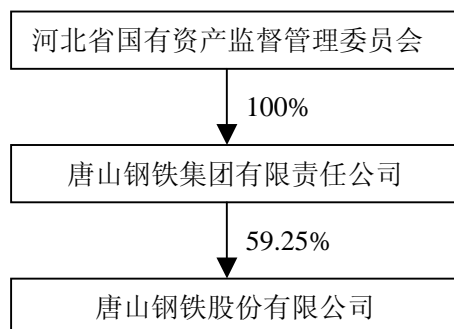 河北省国有资产监督管理委员会
100%
唐山钢铁集团有限责任公司
59.25%
唐山钢铁股份有限公司